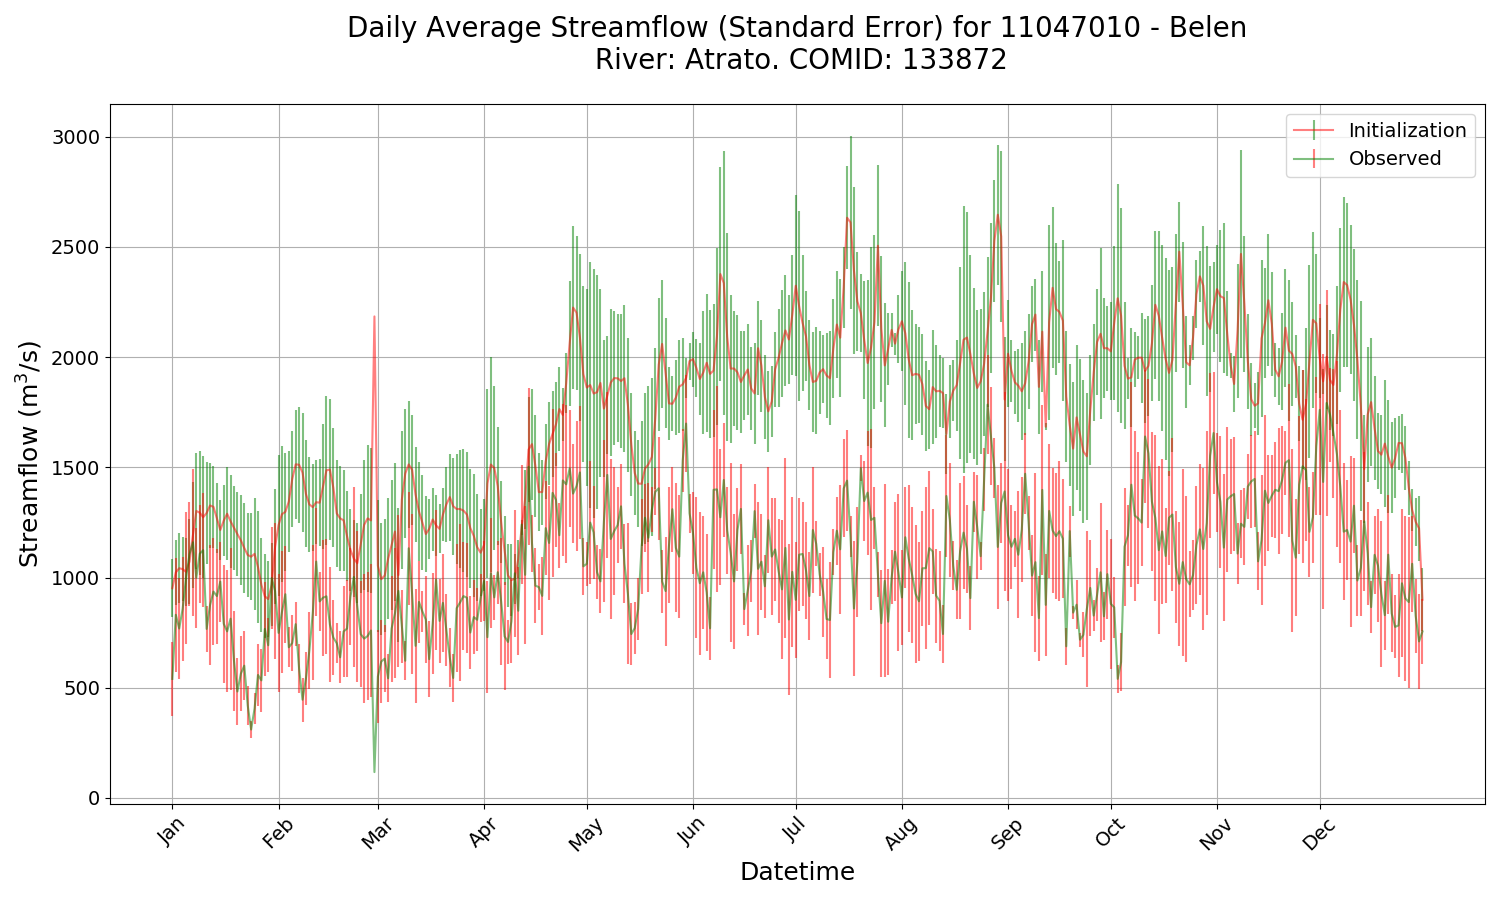 Daily Average Streamflow (Standard Error) for 11047010 - Belen
River: Atrato. COMID: 133872
Initialization
Observed
Streamflow (m³/s)
3000
2500
2000
1500
1000
500
0
Jan
Feb
Mar
Apr
May
Jun
Jul
Aug
Sep
Oct
Nov
Dec
Datetime